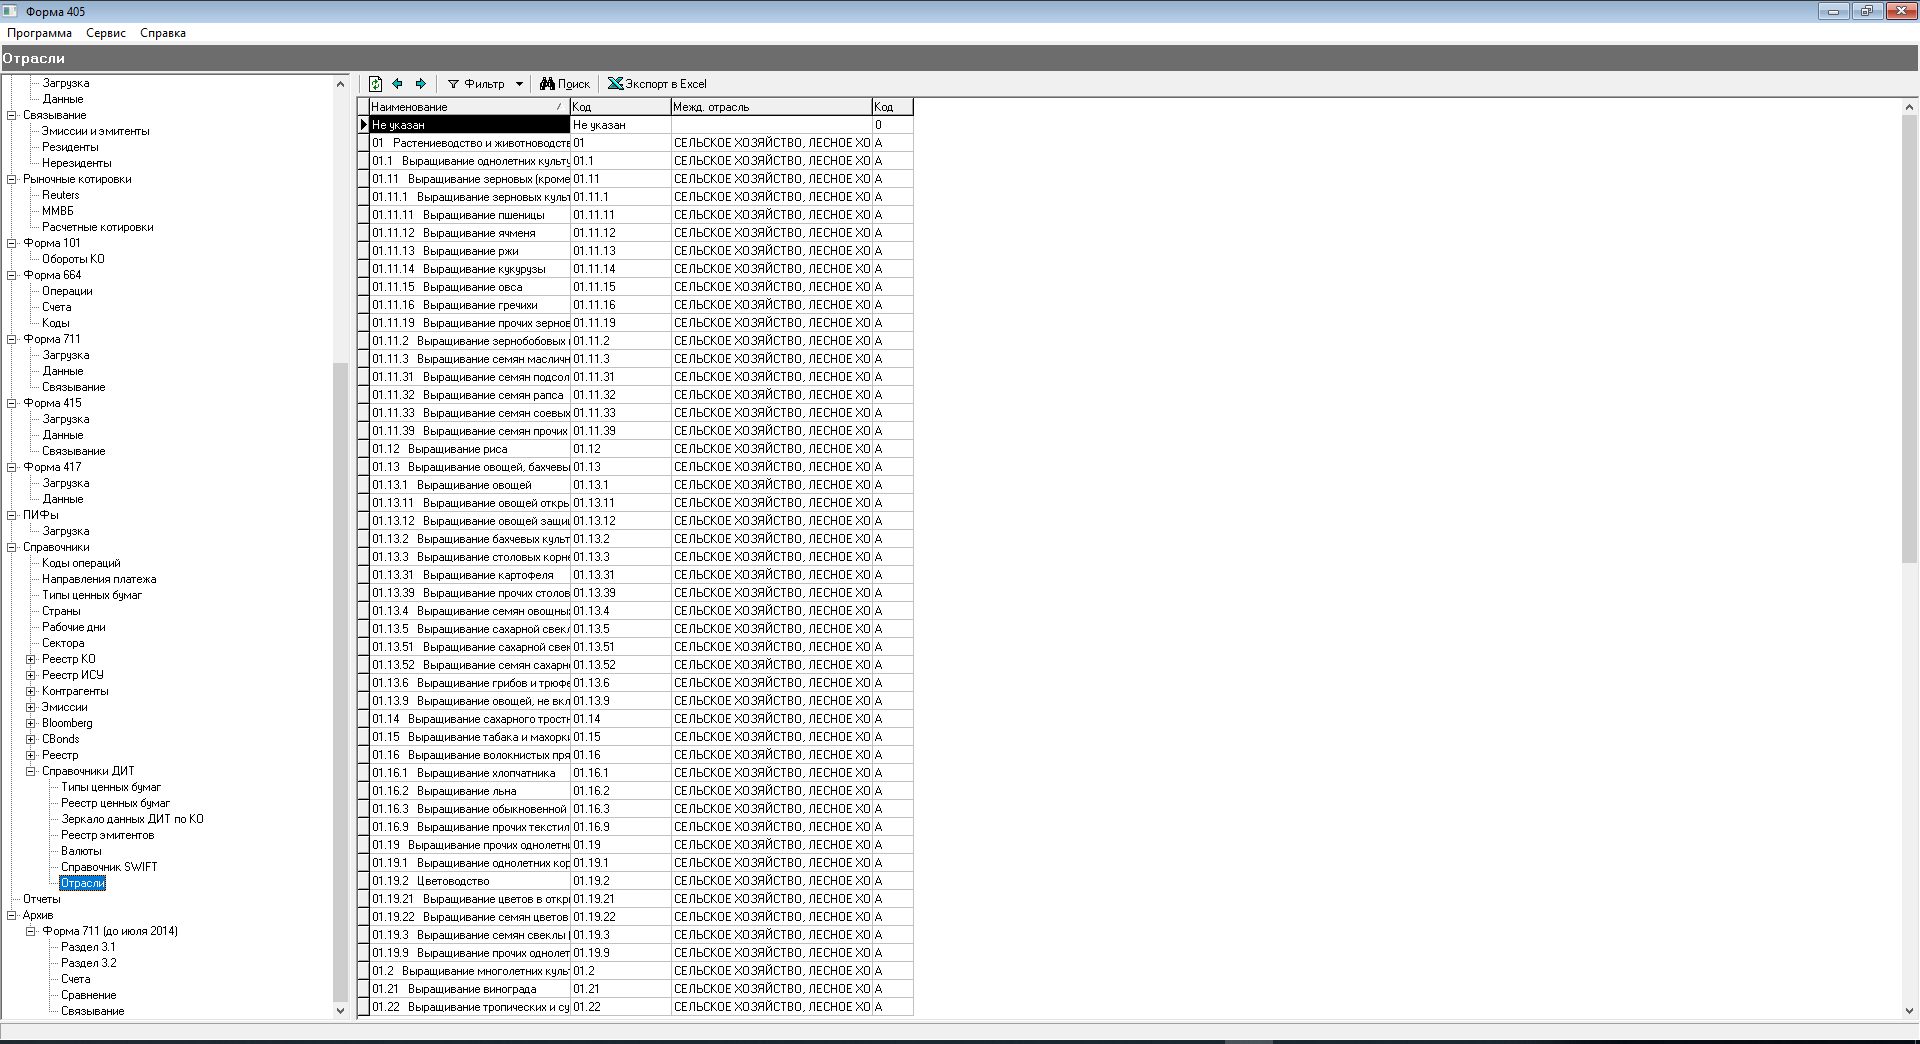 Форма 405
Программа Сервис Справка
Отрасли
Загрузка
Данные
Связывание
Эмиссии и эмитенты
Резиденты
Нерезиденты
Рыночные котировки
Reuters
ММВБ
Расчетные котировки
Форма 101
Обороты КО
Форма 664
Операции
Счета
Коды
Форма 711
Загрузка
Данные
Связывание
Форма 415
Загрузка
Данные
Связывание
Форма 417
Загрузка
Данные
ПИФы
Загрузка
Справочники
Коды операций
Направления платежа
Типы ценных бумаг
Страны
Рабочие дни
Сектора
Реестр КО
Реестр ИСУ
Контрагенты
Эмиссии
Bloomberg
CBonds
Реестр
Справочники ДИТ
Типы ценных бумаг
Реестр ценных бумаг
Зеркало данных ДИТ по КО
Реестр эмитентов
Валюты
Справочник SWIFT
Отрасли
Отчеты
Архив
Форма 711 (до июля 2014)
Раздел 3.1
Раздел 3.2
Счета
Сравнение
Связывание
Фильтр Поиск Экспорт в Excel
Наименование Код Межд. отрасль Код
Не указан Не указан 0
01 Растениеводство и животноводств 01 СЕЛЬСКОЕ ХОЗЯЙСТВО, ЛЕСНОЕ ХО А
01.1 Выращивание однолетних культу 01.1 СЕЛЬСКОЕ ХОЗЯЙСТВО, ЛЕСНОЕ ХО А
01.11 Выращивание зерновых (кроме 01.11 СЕЛЬСКОЕ ХОЗЯЙСТВО, ЛЕСНОЕ ХО А
01.11.1 Выращивание зерновых культ 01.11.1 СЕЛЬСКОЕ ХОЗЯЙСТВО, ЛЕСНОЕ ХО А
01.11.11 Выращивание пшеницы 01.11.11 СЕЛЬСКОЕ ХОЗЯЙСТВО, ЛЕСНОЕ ХО А
01.11.12 Выращивание ячменя 01.11.12 СЕЛЬСКОЕ ХОЗЯЙСТВО, ЛЕСНОЕ ХО А
01.11.13 Выращивание ржи 01.11.13 СЕЛЬСКОЕ ХОЗЯЙСТВО, ЛЕСНОЕ ХО А
01.11.14 Выращивание кукурузы 01.11.14 СЕЛЬСКОЕ ХОЗЯЙСТВО, ЛЕСНОЕ ХО А
01.11.15 Выращивание овса 01.11.15 СЕЛЬСКОЕ ХОЗЯЙСТВО, ЛЕСНОЕ ХО А
01.11.16 Выращивание гречихи 01.11.16 СЕЛЬСКОЕ ХОЗЯЙСТВО, ЛЕСНОЕ ХО А
01.11.19 Выращивание прочих зернов 01.11.19 СЕЛЬСКОЕ ХОЗЯЙСТВО, ЛЕСНОЕ ХО А
01.11.2 Выращивание зернобобовых 01.11.2 СЕЛЬСКОЕ ХОЗЯЙСТВО, ЛЕСНОЕ ХО А
01.11.3 Выращивание семян масличн 01.11.3 СЕЛЬСКОЕ ХОЗЯЙСТВО, ЛЕСНОЕ ХО А
01.11.31 Выращивание семян подсол 01.11.31 СЕЛЬСКОЕ ХОЗЯЙСТВО, ЛЕСНОЕ ХО А
01.11.32 Выращивание семян рапса 01.11.32 СЕЛЬСКОЕ ХОЗЯЙСТВО, ЛЕСНОЕ ХО А
01.11.33 Выращивание семян соевых 01.11.33 СЕЛЬСКОЕ ХОЗЯЙСТВО, ЛЕСНОЕ ХО А
01.11.39 Выращивание семян прочих 01.11.39 СЕЛЬСКОЕ ХОЗЯЙСТВО, ЛЕСНОЕ ХО А
01.12 Выращивание риса 01.12 СЕЛЬСКОЕ ХОЗЯЙСТВО, ЛЕСНОЕ ХО А
01.13 Выращивание овощей, бахчевы 01.13 СЕЛЬСКОЕ ХОЗЯЙСТВО, ЛЕСНОЕ ХО А
01.13.1 Выращивание овощей 01.13.1 СЕЛЬСКОЕ ХОЗЯЙСТВО, ЛЕСНОЕ ХО А
01.13.11 Выращивание овощей откры 01.13.11 СЕЛЬСКОЕ ХОЗЯЙСТВО, ЛЕСНОЕ ХО А
01.13.12 Выращивание овощей защи 01.13.12 СЕЛЬСКОЕ ХОЗЯЙСТВО, ЛЕСНОЕ ХО А
01.13.2 Выращивание бахчевых культ 01.13.2 СЕЛЬСКОЕ ХОЗЯЙСТВО, ЛЕСНОЕ ХО А
01.13.3 Выращивание столовых корне 01.13.3 СЕЛЬСКОЕ ХОЗЯЙСТВО, ЛЕСНОЕ ХО А
01.13.31 Выращивание картофеля 01.13.31 СЕЛЬСКОЕ ХОЗЯЙСТВО, ЛЕСНОЕ ХО А
01.13.39 Выращивание прочих столов 01.13.39 СЕЛЬСКОЕ ХОЗЯЙСТВО, ЛЕСНОЕ ХО А
01.13.4 Выращивание семян овощны 01.13.4 СЕЛЬСКОЕ ХОЗЯЙСТВО, ЛЕСНОЕ ХО А
01.13.5 Выращивание сахарной свекл 01.13.5 СЕЛЬСКОЕ ХОЗЯЙСТВО, ЛЕСНОЕ ХО А
01.13.51 Выращивание сахарной свек 01.13.51 СЕЛЬСКОЕ ХОЗЯЙСТВО, ЛЕСНОЕ ХО А
01.13.52 Выращивание семян сахарн 01.13.52 СЕЛЬСКОЕ ХОЗЯЙСТВО, ЛЕСНОЕ ХО А
01.13.6 Выращивание грибов и трюфе 01.13.6 СЕЛЬСКОЕ ХОЗЯЙСТВО, ЛЕСНОЕ ХО А
01.13.9 Выращивание овощей, не вкл 01.13.9 СЕЛЬСКОЕ ХОЗЯЙСТВО, ЛЕСНОЕ ХО А
01.14 Выращивание сахарного тростн 01.14 СЕЛЬСКОЕ ХОЗЯЙСТВО, ЛЕСНОЕ ХО А
01.15 Выращивание табака и махорк 01.15 СЕЛЬСКОЕ ХОЗЯЙСТВО, ЛЕСНОЕ ХО А
01.16 Выращивание волокнистых пря 01.16 СЕЛЬСКОЕ ХОЗЯЙСТВО, ЛЕСНОЕ ХО А
01.16.1 Выращивание хлопчатника 01.16.1 СЕЛЬСКОЕ ХОЗЯЙСТВО, ЛЕСНОЕ ХО А
01.16.2 Выращивание льна 01.16.2 СЕЛЬСКОЕ ХОЗЯЙСТВО, ЛЕСНОЕ ХО А
01.16.3 Выращивание обыкновенной 01.16.3 СЕЛЬСКОЕ ХОЗЯЙСТВО, ЛЕСНОЕ ХО А
01.16.9 Выращивание прочих текстил 01.16.9 СЕЛЬСКОЕ ХОЗЯЙСТВО, ЛЕСНОЕ ХО А
01.19 Выращивание прочих однолетн 01.19 СЕЛЬСКОЕ ХОЗЯЙСТВО, ЛЕСНОЕ ХО А
01.19.1 Выращивание однолетних кор 01.19.1 СЕЛЬСКОЕ ХОЗЯЙСТВО, ЛЕСНОЕ ХО А
01.19.2 Цветоводство 01.19.2 СЕЛЬСКОЕ ХОЗЯЙСТВО, ЛЕСНОЕ ХО А
01.19.21 Выращивание цветов в откр 01.19.21 СЕЛЬСКОЕ ХОЗЯЙСТВО, ЛЕСНОЕ ХО А
01.19.22 Выращивание семян цветов 01.19.22 СЕЛЬСКОЕ ХОЗЯЙСТВО, ЛЕСНОЕ ХО А
01.19.3 Выращивание семян свеклы ( 01.19.3 СЕЛЬСКОЕ ХОЗЯЙСТВО, ЛЕСНОЕ ХО А
01.19.9 Выращивание прочих однолет 01.19.9 СЕЛЬСКОЕ ХОЗЯЙСТВО, ЛЕСНОЕ ХО А
01.2 Выращивание многолетних куль 01.2 СЕЛЬСКОЕ ХОЗЯЙСТВО, ЛЕСНОЕ ХО А
01.21 Выращивание винограда 01.21 СЕЛЬСКОЕ ХОЗЯЙСТВО, ЛЕСНОЕ ХО А
01.22 Выращивание тропических и су 01.22 СЕЛЬСКОЕ ХОЗЯЙСТВО, ЛЕСНОЕ ХО А